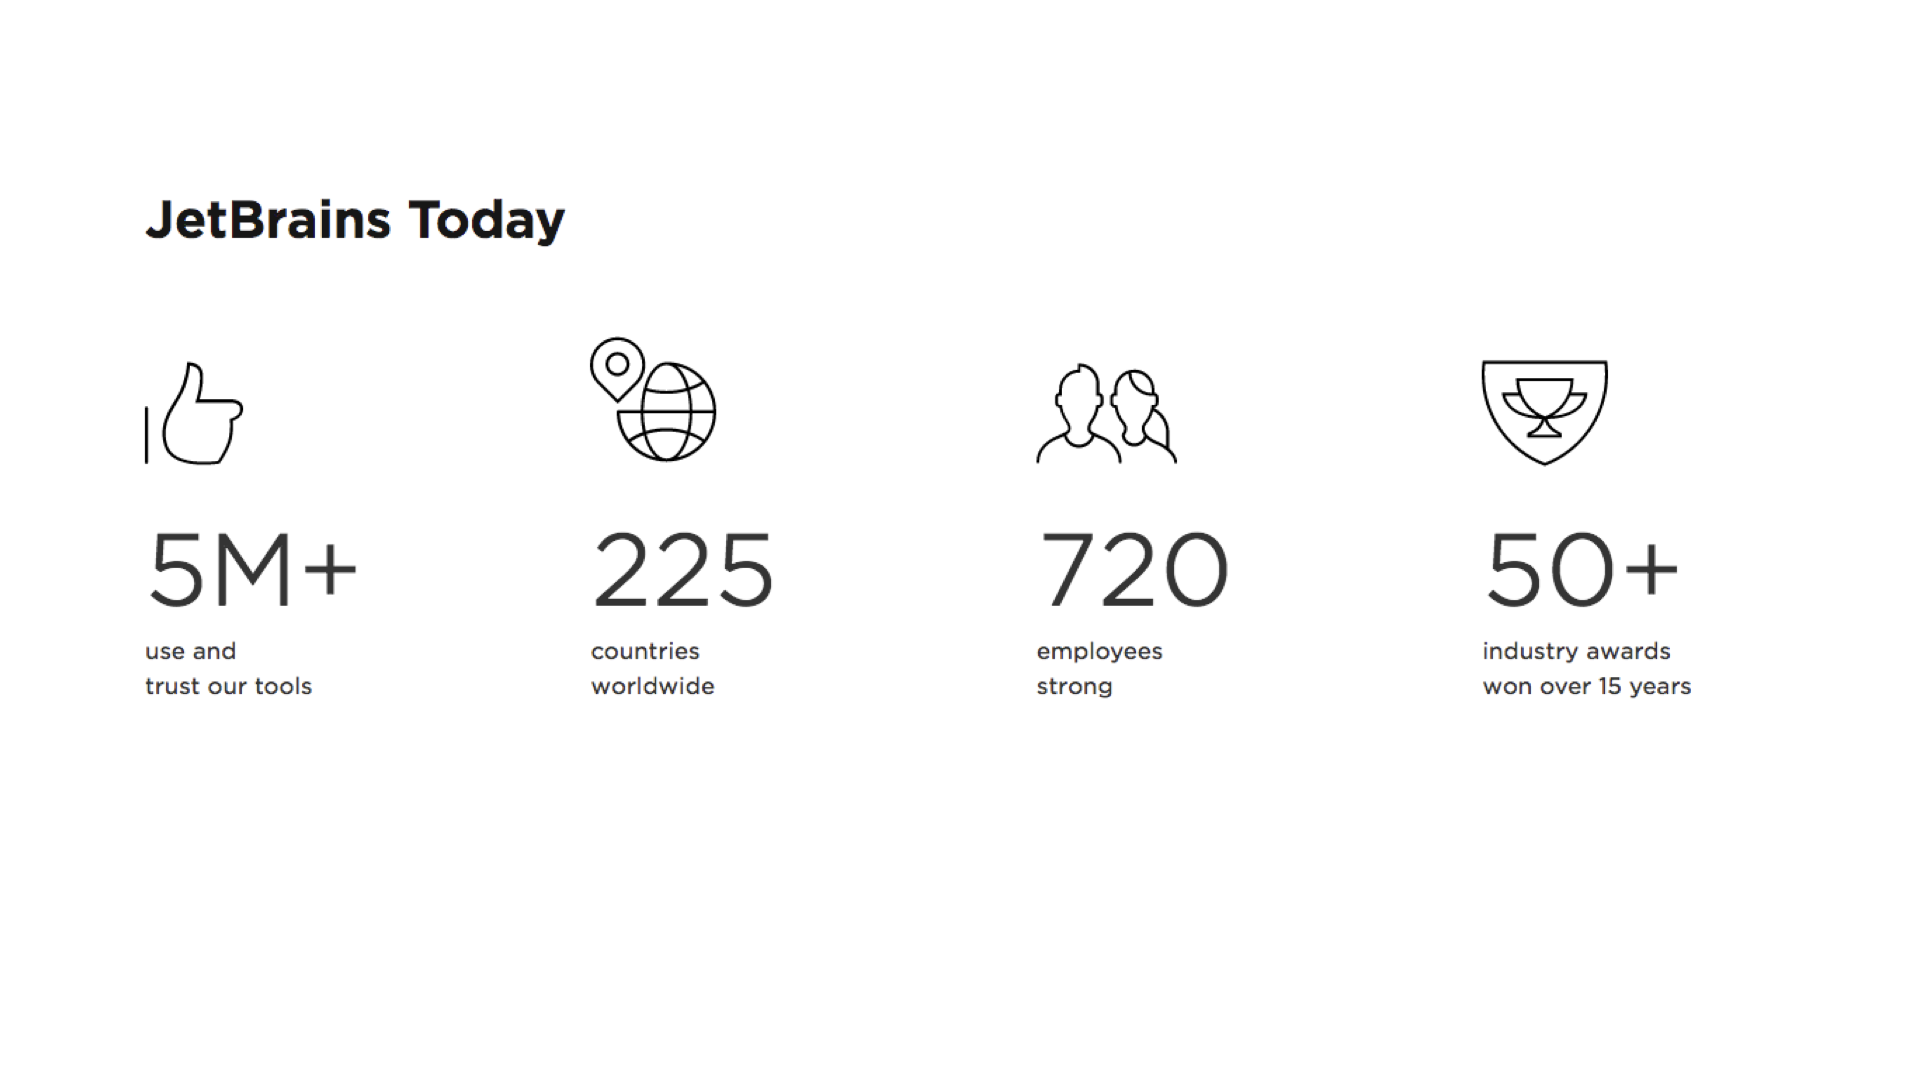 JetBrains Today
5M+
use and
trust our tools
225
countries
worldwide
720
employees
strong
50+
industry awards
won over 15 years